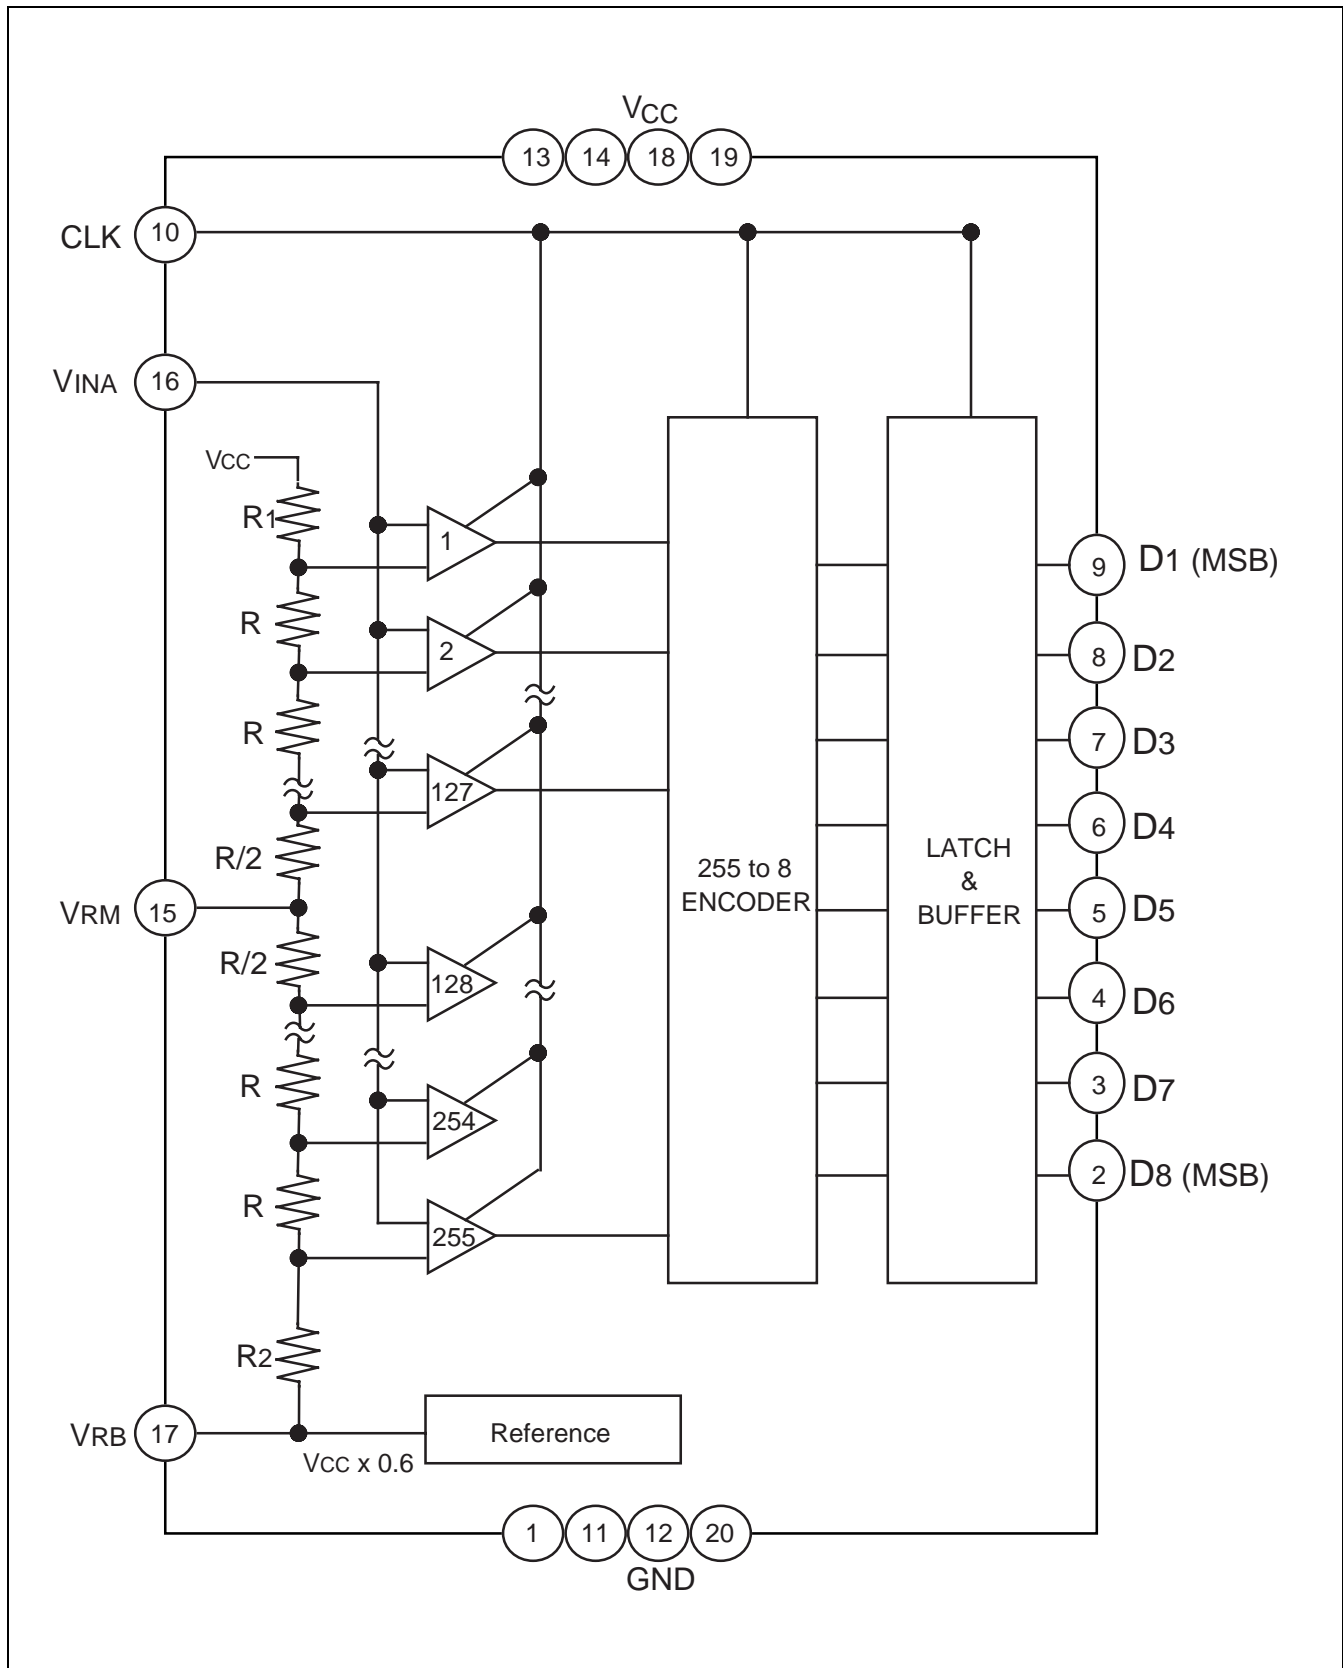 VCC
13 14 18 19
CLK 10
VINA 16
VCC
R1
1
R
2
R
127
R/2
VRM 15
R/2
128
R
254
R
255
R2
VRB 17
VCC x 0.6
Reference
255 to 8
ENCODER
LATCH
&
BUFFER
9 D1 (MSB)
8 D2
7 D3
6 D4
5 D5
4 D6
3 D7
2 D8 (MSB)
1 11 12 20
GND